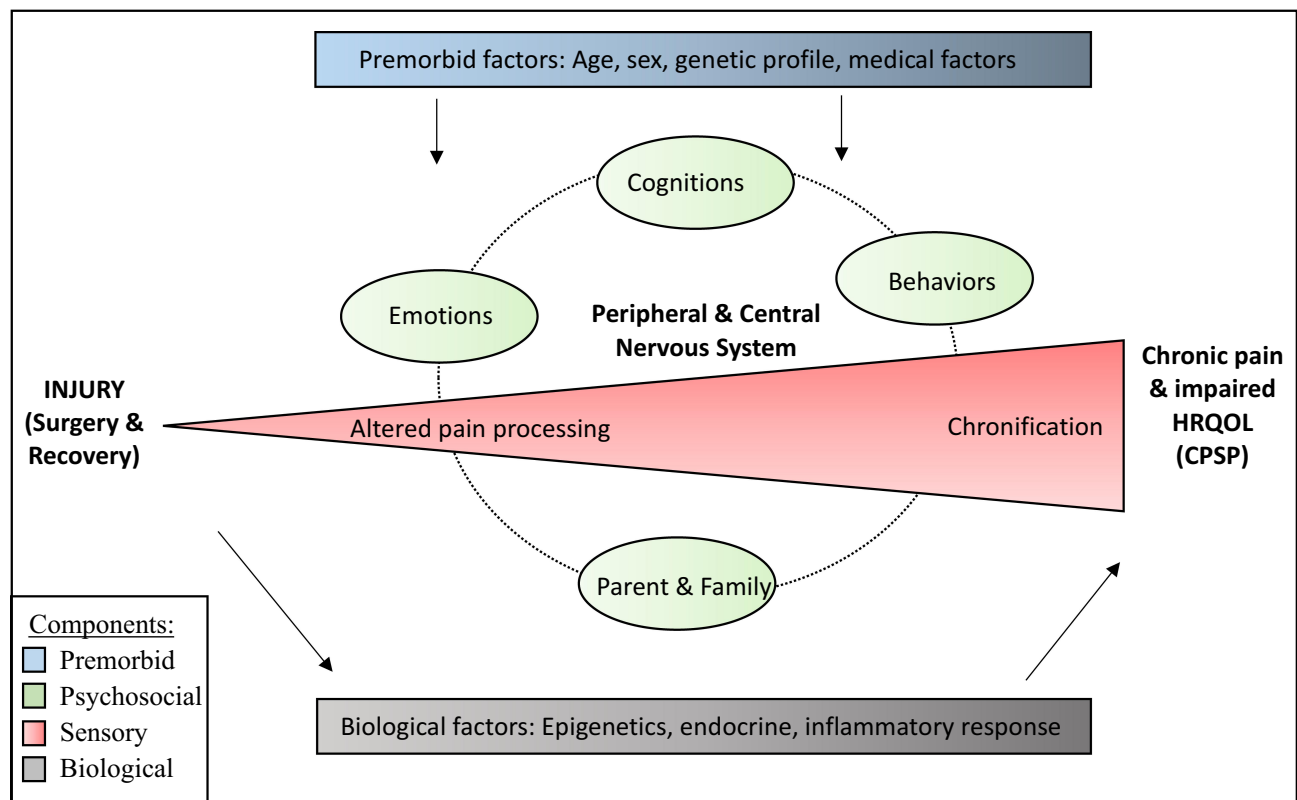 Premorbid factors: Age, sex, genetic profile, medical factors
Cognitions
Behaviors
Emotions
Peripheral & Central
Nervous System
INJURY
(Surgery &
Recovery)
Altered pain processing
Chronification
Chronic pain
& impaired
HRQOL
(CPSP)
Parent & Family
Components:
Premorbid
Psychosocial
Sensory
Biological
Biological factors: Epigenetics, endocrine, inflammatory response